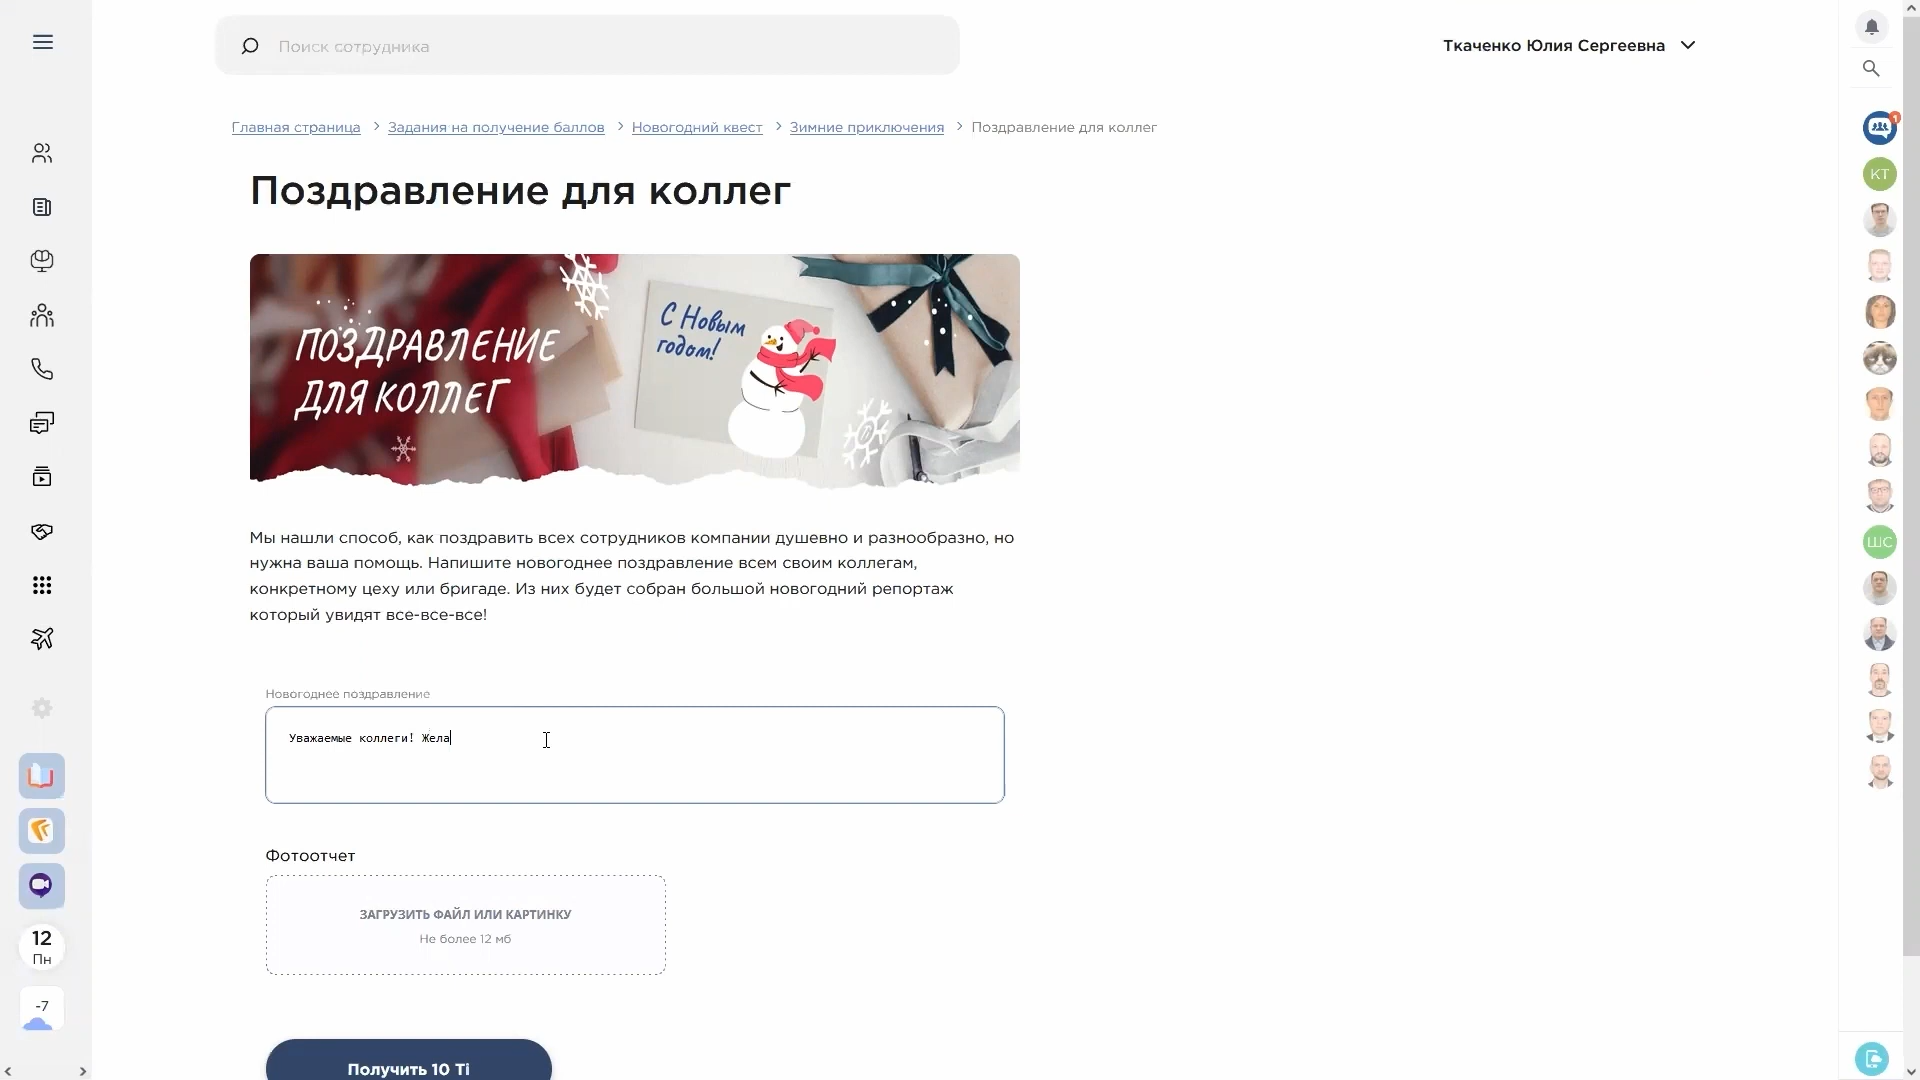 Поиск сотрудника
Ткаченко Юлия Сергеевна
1
Главная страница > Задания на получение баллов > Новогодний квест > Зимние приключения > Поздравление для коллег
КТ
Поздравление для коллег
С Новым
годом!
ПОЗДРАВЛЕНИЕ
ДЛЯ КОЛЛЕГ
ШС
Мы нашли способ, как поздравить всех сотрудников компании душевно и разнообразно, но
нужна ваша помощь. Напишите новогоднее поздравление всем своим коллегам,
конкретному цеху или бригаде. Из них будет собран большой новогодний репортаж
который увидят все-все-все!
Новогоднее поздравление
Уважаемые коллеги! Жела
Фотоотчет
ЗАГРУЗИТЬ ФАЙЛ ИЛИ КАРТИНКУ
Не более 12 мб
12
Пн
-7
Получить 10 Ti